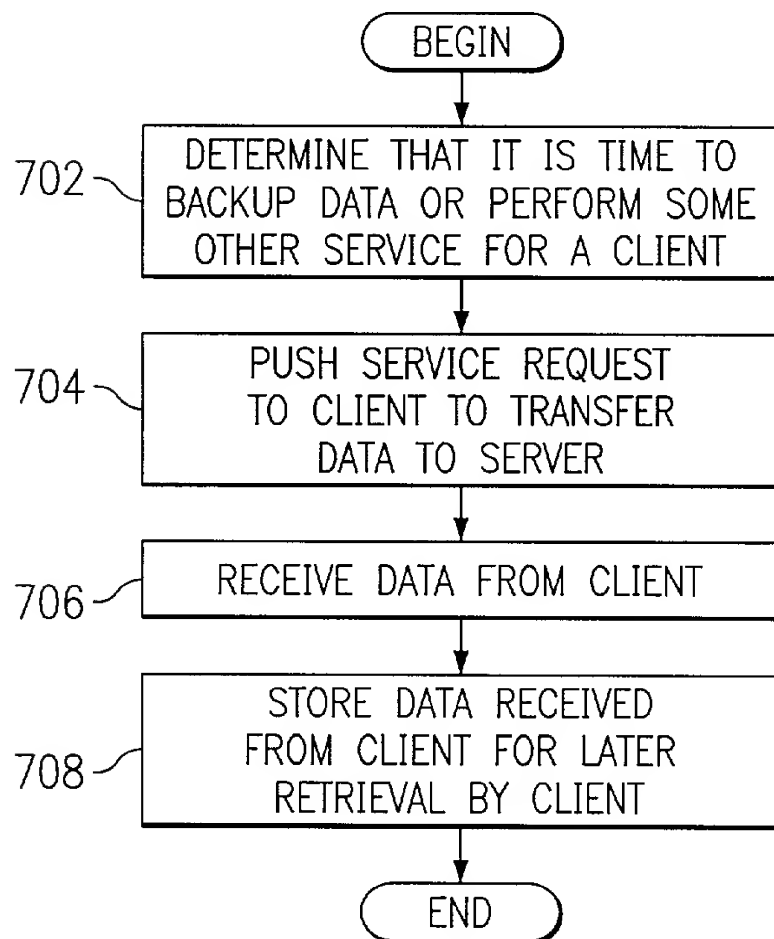 BEGIN
702
DETERMINE THAT IT IS TIME TO
BACKUP DATA OR PERFORM SOME
OTHER SERVICE FOR A CLIENT
704
PUSH SERVICE REQUEST
TO CLIENT TO TRANSFER
DATA TO SERVER
706
RECEIVE DATA FROM CLIENT
708
STORE DATA RECEIVED
FROM CLIENT FOR LATER
RETRIEVAL BY CLIENT
END